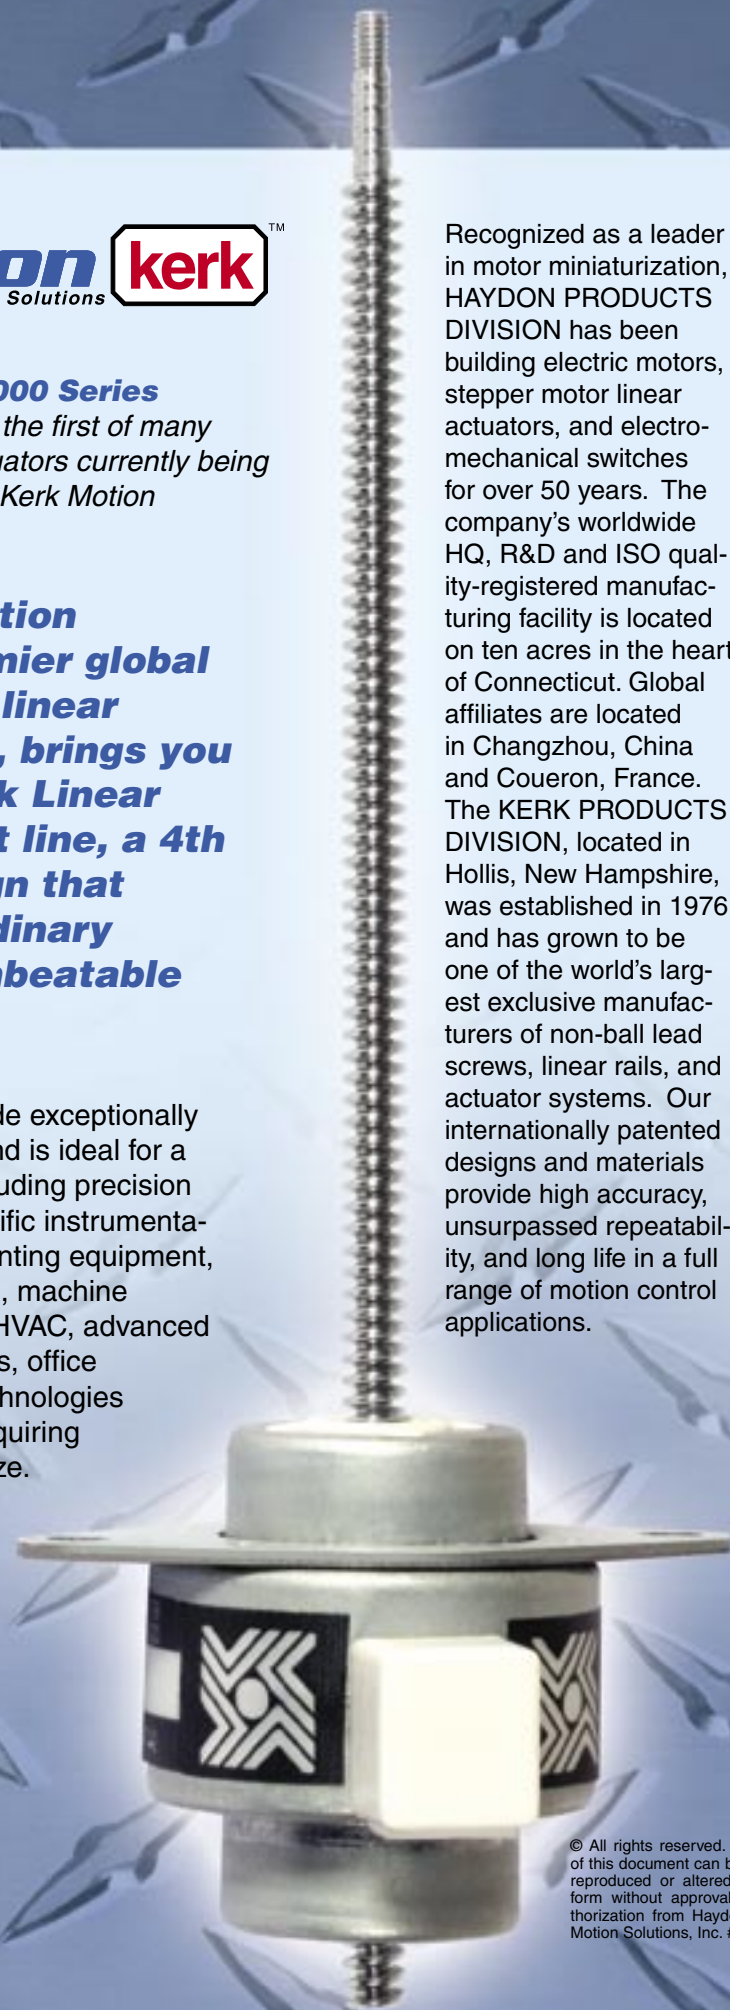 on
Solutions
kerk
TM
000 Series
the first of many
uators currently being
Kerk Motion
tion
mier global
linear
, brings you
k Linear
t line, a 4th
gn that
dinary
nbeatable
de exceptionally
nd is ideal for a
luding precision
tific instrumenta-
nting equipment,
, machine
HVAC, advanced
s, office
chnologies
quiring
ze.
Recognized as a leader
in motor miniaturization,
HAYDON PRODUCTS
DIVISION has been
building electric motors,
stepper motor linear
actuators, and electro-
mechanical switches
for over 50 years. The
company’s worldwide
HQ, R&D and ISO qual-
ity-registered manufac-
turing facility is located
on ten acres in the heart
of Connecticut. Global
affiliates are located
in Changzhou, China
and Coueron, France.
The KERK PRODUCTS
DIVISION, located in
Hollis, New Hampshire,
was established in 1976
and has grown to be
one of the world’s larg-
est exclusive manufac-
turers of non-ball lead
screws, linear rails, and
actuator systems. Our
internationally patented
designs and materials
provide high accuracy,
unsurpassed repeatabil-
ity, and long life in a full
range of motion control
applications.
© All rights reserved.
of this document can b
reproduced or altered
form without approval
thorization from Hayd
Motion Solutions, Inc. #